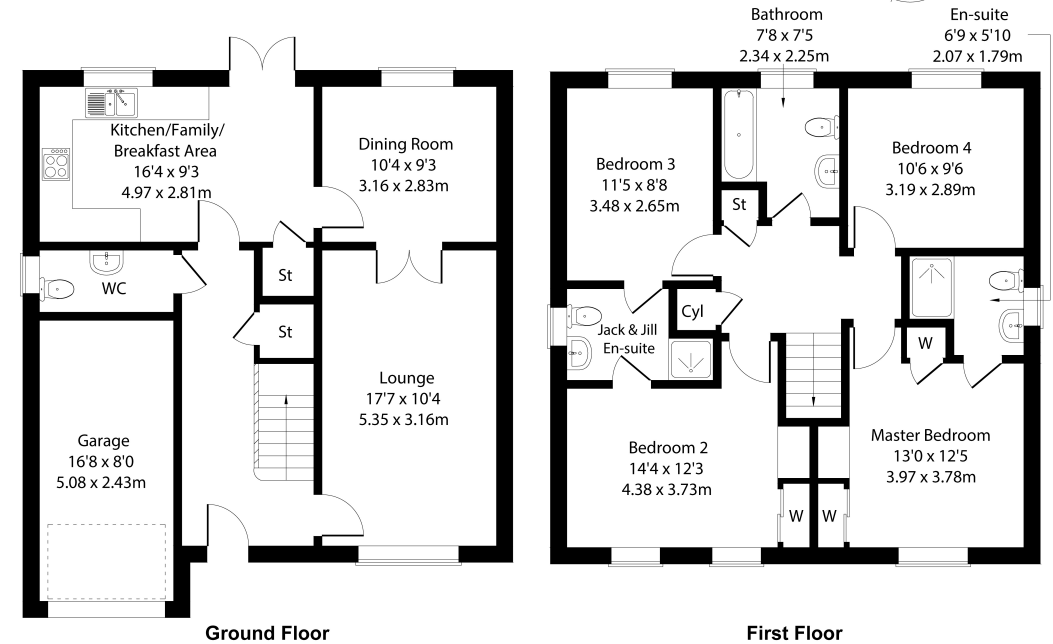 Kitchen/Family/
Breakfast Area
16'4 x 9'3
4.97 x 2.81m
Dining Room
10'4 x 9'3
3.16 x 2.83m
WC
St
St
Lounge
17'7 x 10'4
5.35 x 3.16m
Garage
16'8 x 8'0
5.08 x 2.43m
Ground Floor
Bathroom
7'8 x 7'5
2.34 x 2.25m
En-suite
6'9 x 5'10
2.07 x 1.79m
Bedroom 3
11'5 x 8'8
3.48 x 2.65m
St
Bedroom 4
10'6 x 9'6
3.19 x 2.89m
Cyl
Jack & Jill
En-suite
W
Bedroom 2
14'4 x 12'3
4.38 x 3.73m
Master Bedroom
13'0 x 12'5
3.97 x 3.78m
W
W
First Floor